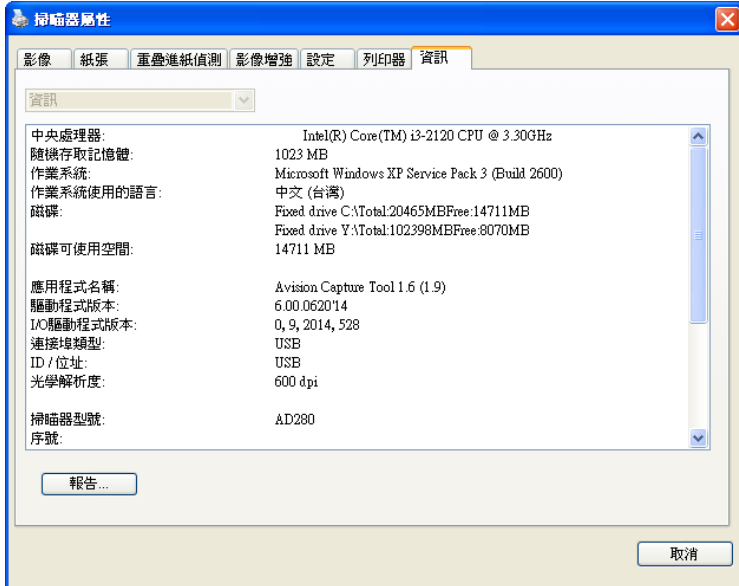 掃瞄器屬性
影像 紙張 重疊進紙偵測 影像增強 設定 列印器 資訊
資訊
中央處理器: Intel(R) Core(TM) i3-2120 CPU @ 3.30GHz
隨機存取記憶體: 1023 MB
作業系統: Microsoft Windows XP Service Pack 3 (Build 2600)
作業系統使用的語言: 中文 (台灣)
磁碟: Fixed drive C:\Total:20465MBFree:14711MB
Fixed drive Y:\Total:102398MBFree:8070MB
磁碟可使用空間: 14711 MB
應用程式名稱: Avision Capture Tool 1.6 (1.9)
驅動程式版本: 6.00.0620'14
I/O驅動程式版本: 0, 9, 2014, 528
連接埠類型: USB
ID / 位址: USB
光學解析度: 600 dpi
掃瞄器型號: AD280
序號:
報告...
取消